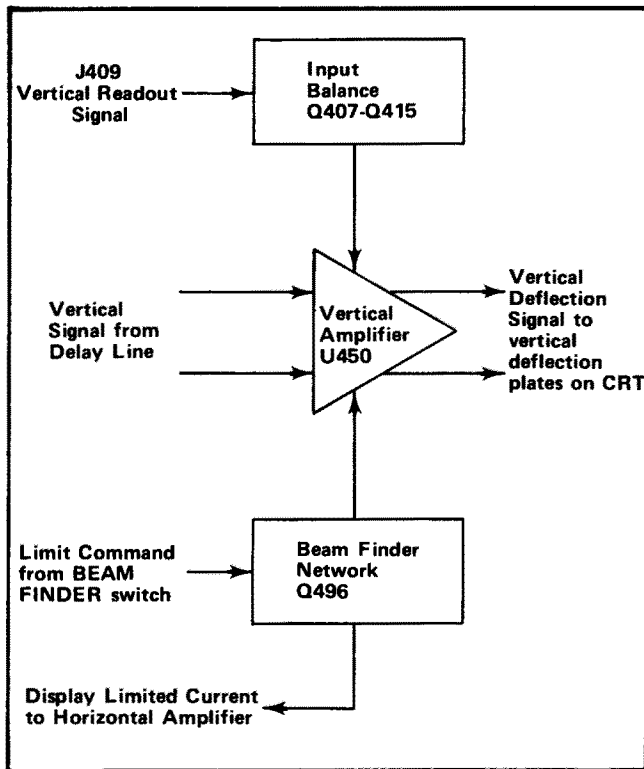 J409
Vertical Readout
Signal
Input
Balance
Q407-Q415
Vertical
Signal from
Delay Line
Vertical
Amplifier
U450
Vertical
Deflection
Signal to
vertical
deflection
plates on CRT
Limit Command
from BEAM
FINDER switch
Beam Finder
Network
Q496
Display Limited Current
to Horizontal Amplifier